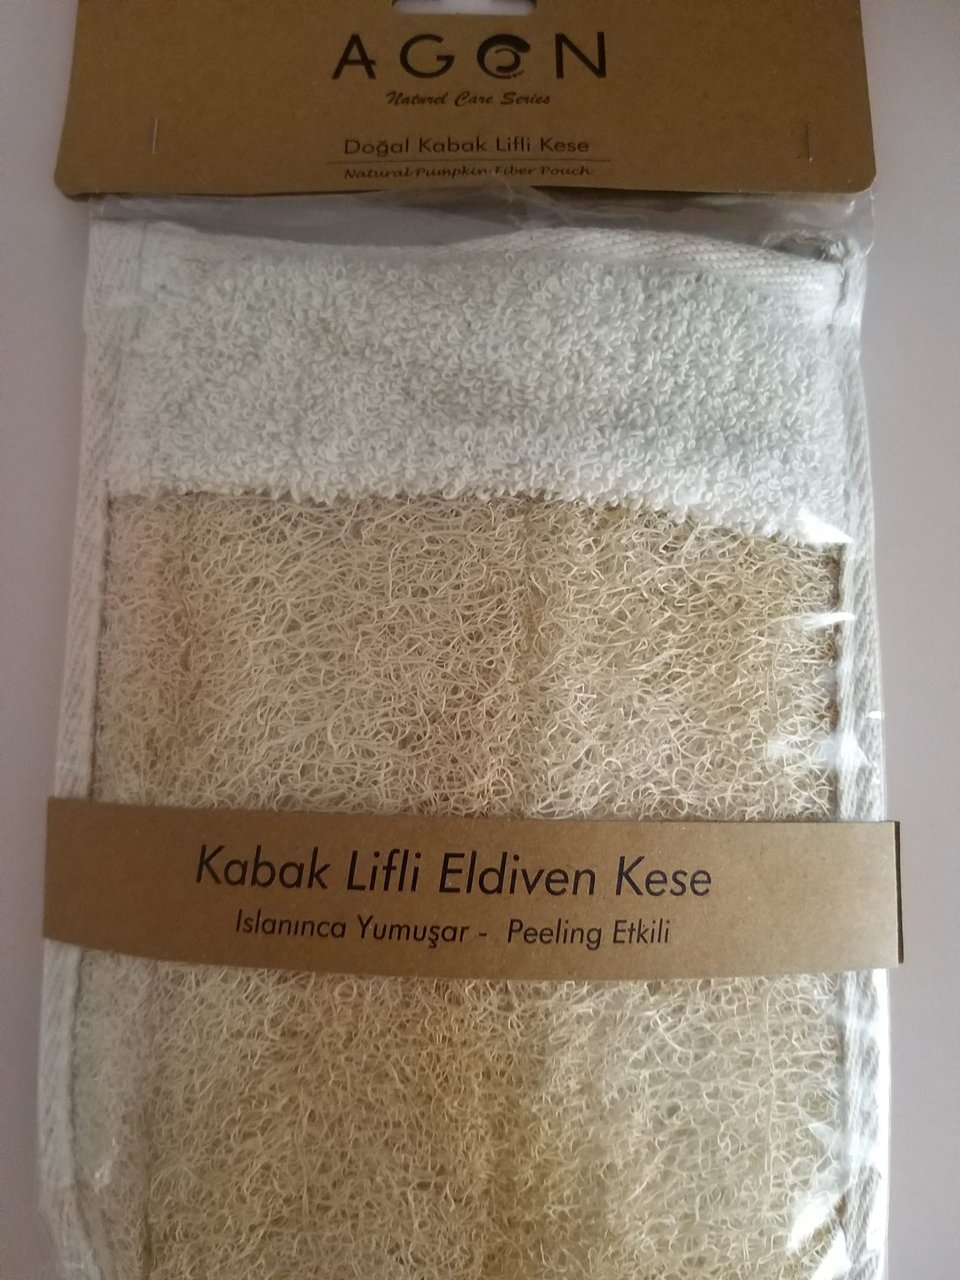 AGON
Naturel Care Series
Doğal Kabak Lifli Kese
Natural Pumpkin Fiber Pouch
Kabak Lifli Eldiven Kese
Islanınca Yumuşar - Peeling Etkili